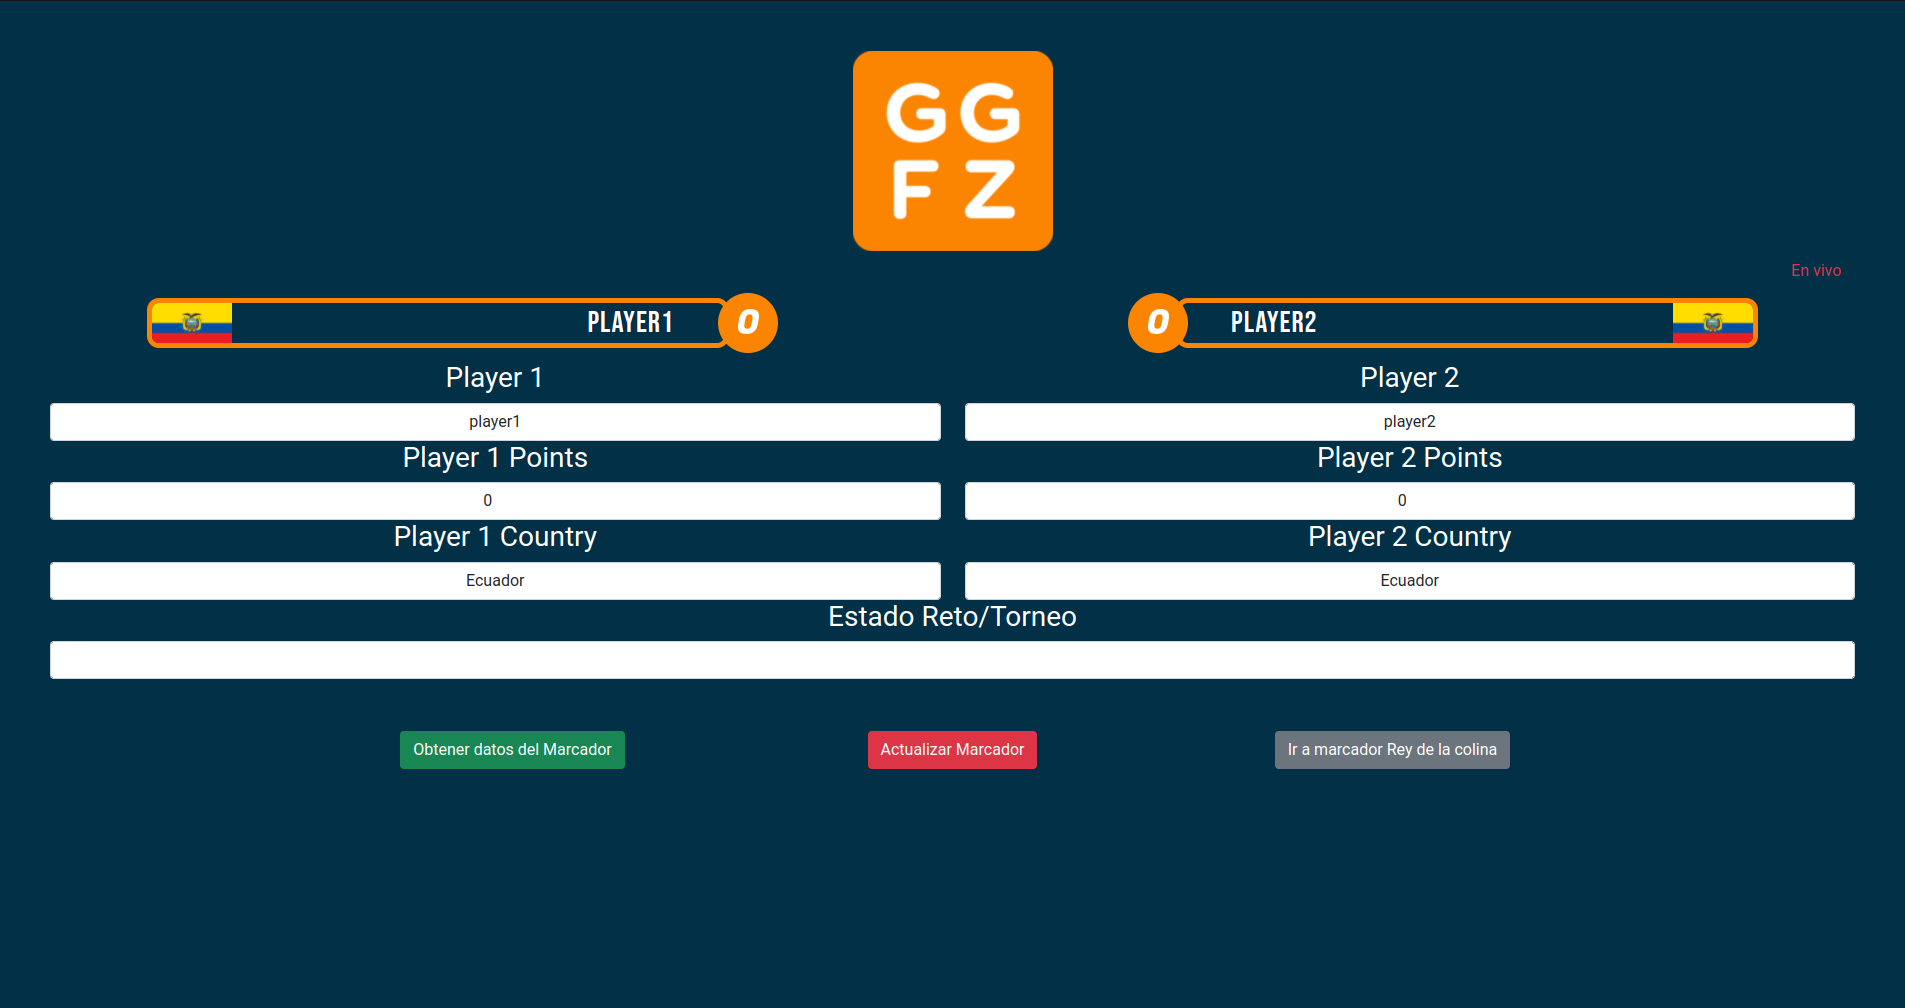 GG
FZ
En vivo
PLAYER1 0
0 PLAYER2
Player 1
player1
Player 1 Points
0
Player 1 Country
Ecuador
Player 2
player2
Player 2 Points
0
Player 2 Country
Ecuador
Estado Reto/Torneo
Obtener datos del Marcador
Actualizar Marcador
Ir a marcador Rey de la colina